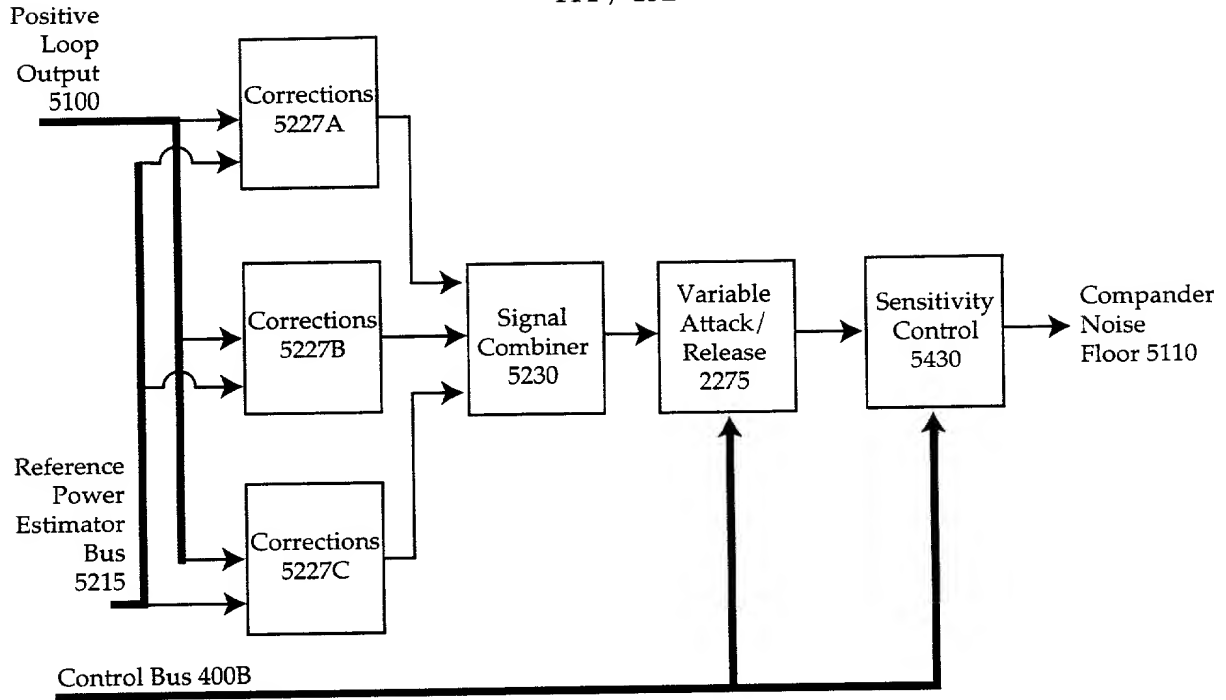 Positive
Loop
Output
5100
Corrections
5227A
Corrections
5227B
Signal
Combiner
5230
Variable
Attack/
Release
2275
Sensitivity
Control
5430
Compander
Noise
Floor 5110
Reference
Power
Estimator
Bus
5215
Corrections
5227C
Control Bus 400B